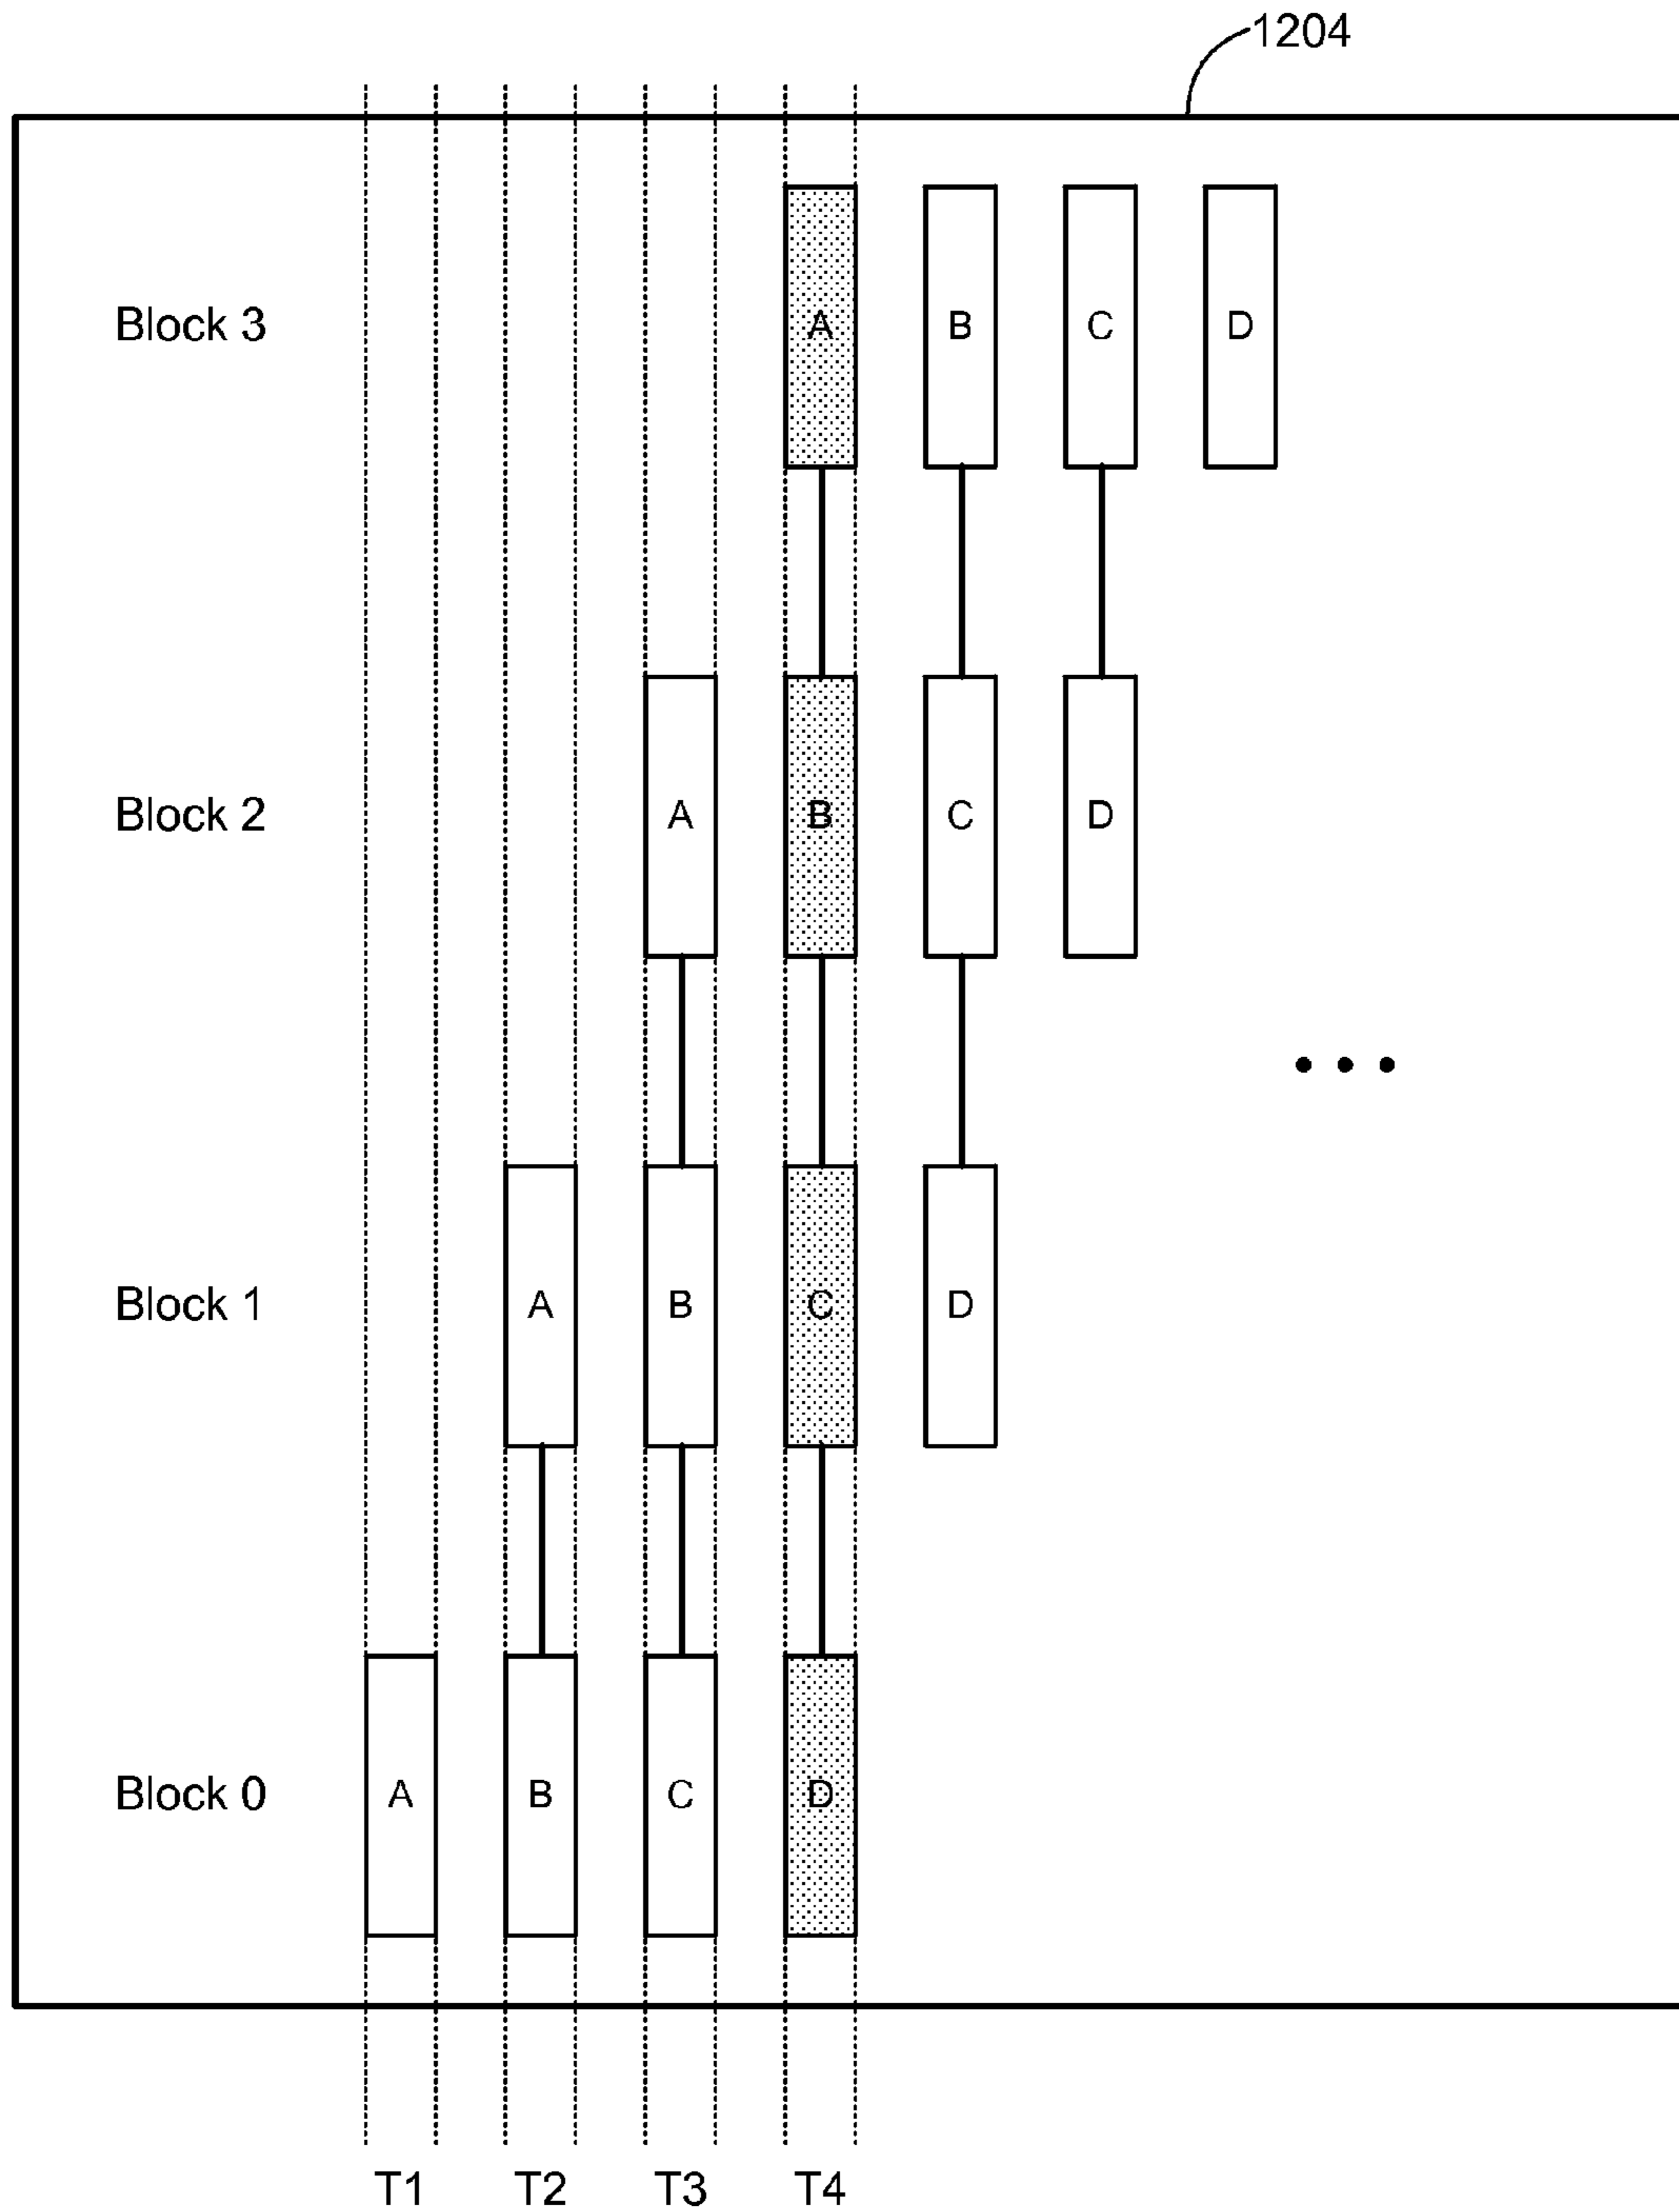 1204
Block 3 A B C D
Block 2 A B C D
Block 1 A B C D
Block 0 A B C D
T1 T2 T3 T4